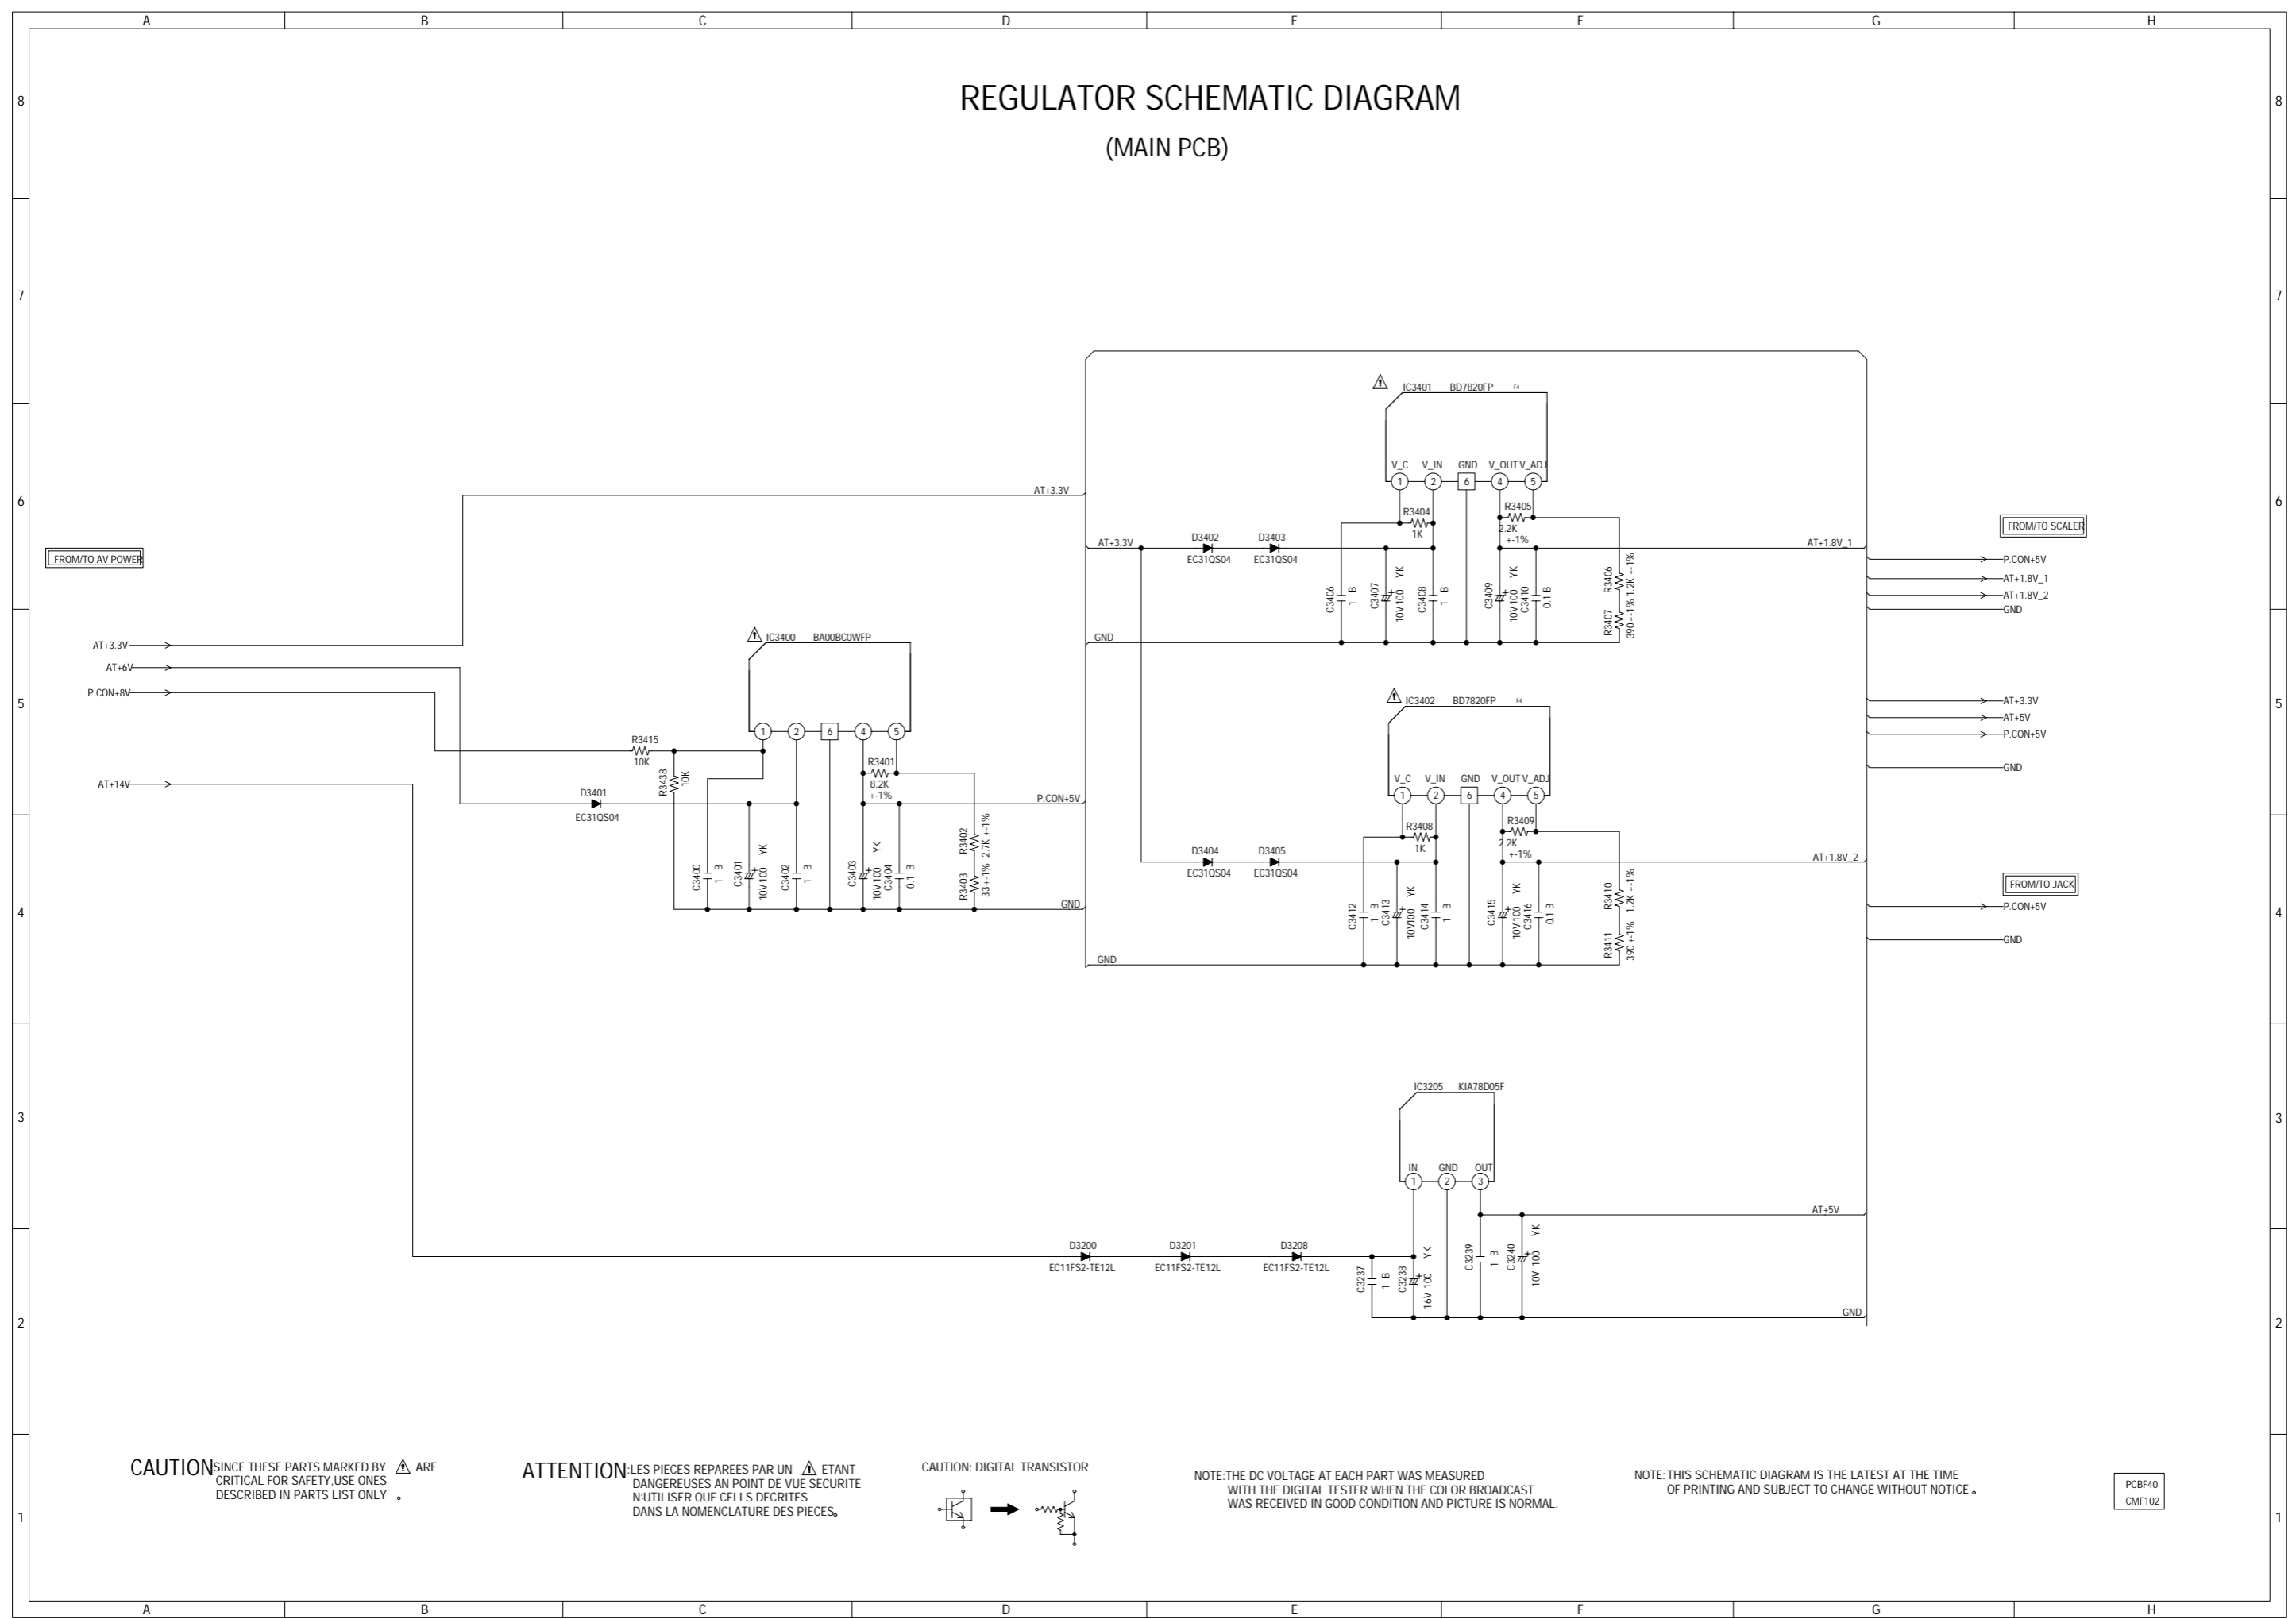 A B C D E F G H
REGULATOR SCHEMATIC DIAGRAM
(MAIN PCB)
8 8
7 7
6 6
5 5
4 4
3 3
2 2
1 1
FROM/TO AV POWER
AT+3.3V
AT+6V
P.CON+8V
AT+14V
AT+3.3V
IC3400 BA00BC0WFP
1 2 6 4 5
R3415
10K
R3438
10K
D3401
EC31QS04
R3401
8.2K
+-1%
P.CON+5V
C3400
1 B
C3401
10V100 YK
C3402
1 B
C3403
10V100 YK
C3404
0.1 B
R3402
2.7K +-1%
R3403
33 +-1%
GND
IC3401 BD7820FP F4
V_C V_IN GND V_OUT V_ADJ
1 2 6 4 5
R3404
1K
R3405
2.2K
+-1%
AT+3.3V
D3402
EC31QS04
D3403
EC31QS04
AT+1.8V_1
C3406
1 B
C3407
10V100 YK
C3408
1 B
C3409
10V100 YK
C3410
0.1 B
R3406
1.2K +-1%
R3407
390 +-1%
GND
IC3402 BD7820FP F4
V_C V_IN GND V_OUT V_ADJ
1 2 6 4 5
R3408
1K
R3409
2.2K
+-1%
D3404
EC31QS04
D3405
EC31QS04
AT+1.8V_2
C3412
1 B
C3413
10V100 YK
C3414
1 B
C3415
10V100 YK
C3416
0.1 B
R3410
1.2K +-1%
R3411
390 +-1%
GND
IC3205 KIA78D05F
IN GND OUT
1 2 3
AT+5V
D3200
EC11FS2-TE12L
D3201
EC11FS2-TE12L
D3208
EC11FS2-TE12L
C3237
1 B
C3238
16V 100 YK
C3239
1 B
C3240
10V 100 YK
GND
FROM/TO SCALER
P.CON+5V
AT+1.8V_1
AT+1.8V_2
GND
AT+3.3V
AT+5V
P.CON+5V
GND
FROM/TO JACK
P.CON+5V
GND
CAUTION SINCE THESE PARTS MARKED BY ARE
CRITICAL FOR SAFETY,USE ONES
DESCRIBED IN PARTS LIST ONLY 。
ATTENTION:LES PIECES REPAREES PAR UN ETANT
DANGEREUSES AN POINT DE VUE SECURITE
N'UTILISER QUE CELLS DECRITES
DANS LA NOMENCLATURE DES PIECES。
CAUTION: DIGITAL TRANSISTOR
NOTE:THE DC VOLTAGE AT EACH PART WAS MEASURED
WITH THE DIGITAL TESTER WHEN THE COLOR BROADCAST
WAS RECEIVED IN GOOD CONDITION AND PICTURE IS NORMAL.
NOTE:THIS SCHEMATIC DIAGRAM IS THE LATEST AT THE TIME
OF PRINTING AND SUBJECT TO CHANGE WITHOUT NOTICE 。
PCBF40
CMF102
A B C D E F G H